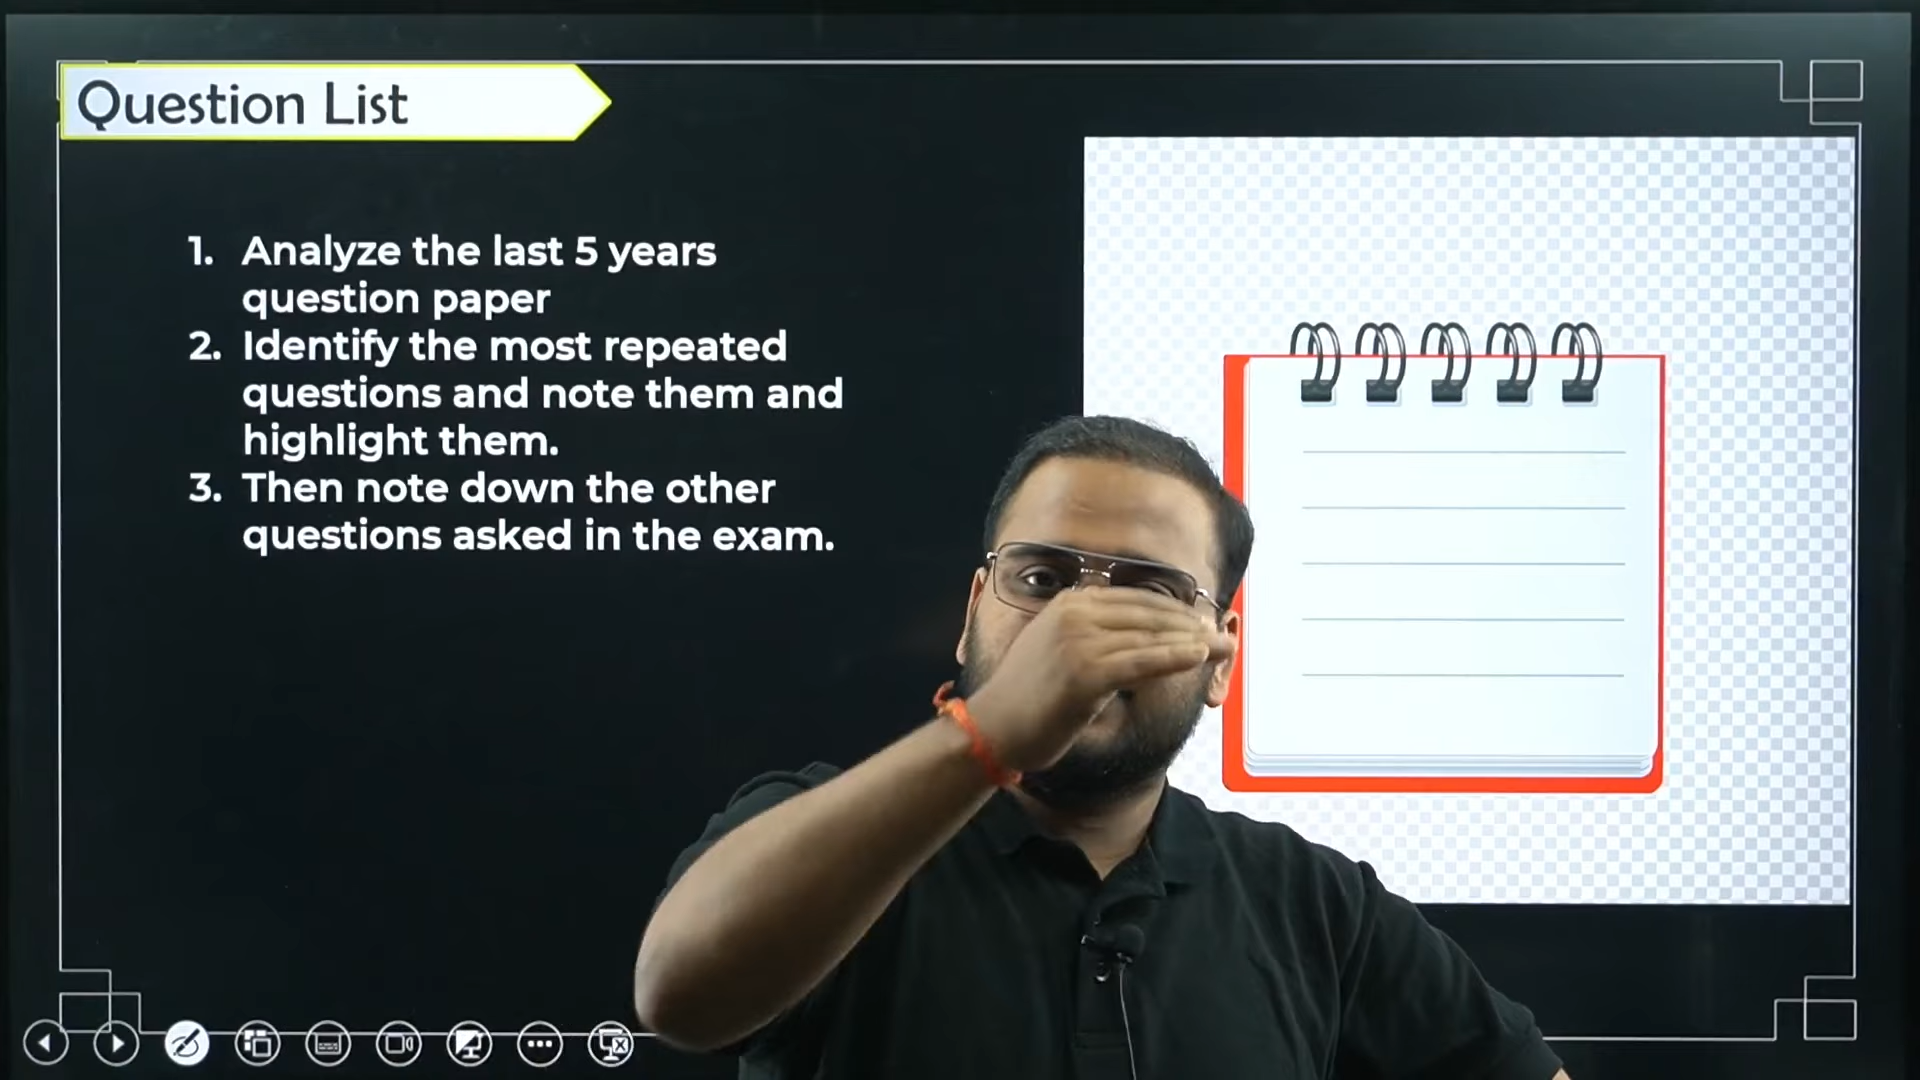 Question List
1. Analyze the last 5 years
question paper
2. Identify the most repeated
questions and note them and
highlight them.
3. Then note down the other
questions asked in the exam.